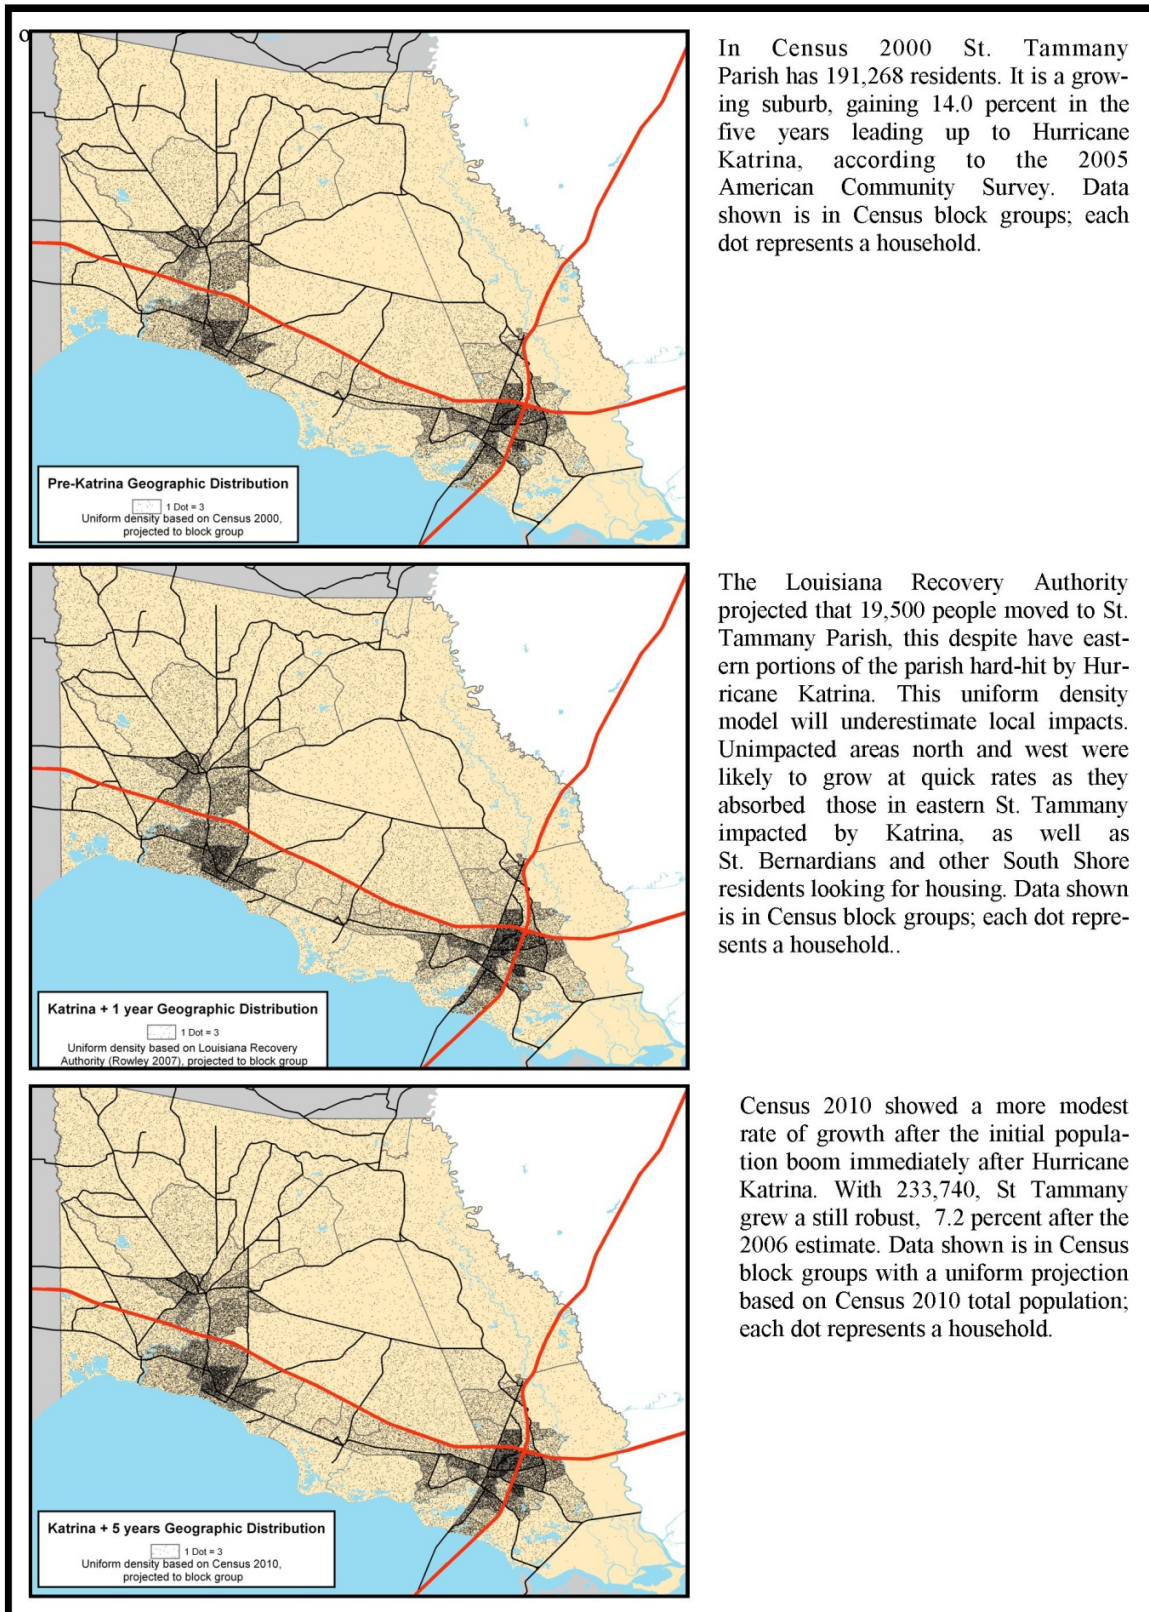 o
In Census 2000 St. Tammany
Parish has 191,268 residents. It is a grow-
ing suburb, gaining 14.0 percent in the
five years leading up to Hurricane
Katrina, according to the 2005
American Community Survey. Data
shown is in Census block groups; each
dot represents a household.
Pre-Katrina Geographic Distribution
1 Dot = 3
Uniform density based on Census 2000,
projected to block group
The Louisiana Recovery Authority
projected that 19,500 people moved to St.
Tammany Parish, this despite have east-
ern portions of the parish hard-hit by Hur-
ricane Katrina. This uniform density
model will underestimate local impacts.
Unimpacted areas north and west were
likely to grow at quick rates as they
absorbed those in eastern St. Tammany
impacted by Katrina, as well as
St. Bernardians and other South Shore
residents looking for housing. Data shown
is in Census block groups; each dot repre-
sents a household..
Katrina + 1 year Geographic Distribution
1 Dot = 3
Uniform density based on Louisiana Recovery
Authority (Rowley 2007), projected to block group
Census 2010 showed a more modest
rate of growth after the initial popula-
tion boom immediately after Hurricane
Katrina. With 233,740, St Tammany
grew a still robust, 7.2 percent after the
2006 estimate. Data shown is in Census
block groups with a uniform projection
based on Census 2010 total population;
each dot represents a household.
Katrina + 5 years Geographic Distribution
1 Dot = 3
Uniform density based on Census 2010,
projected to block group